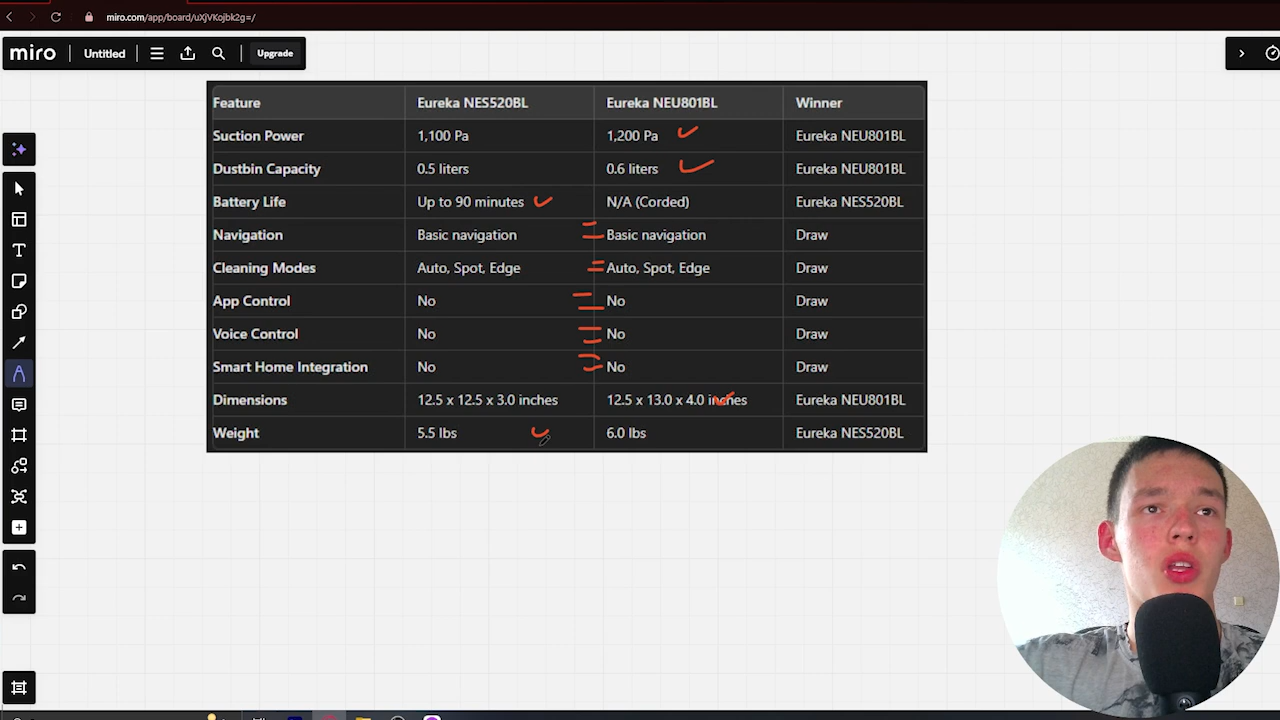 miro.com/app/board/uXjVKojbk2g=/
miro Untitled Upgrade
Feature Eureka NES520BL Eureka NEU801BL Winner
Suction Power 1,100 Pa 1,200 Pa Eureka NEU801BL
Dustbin Capacity 0.5 liters 0.6 liters Eureka NEU801BL
Battery Life Up to 90 minutes N/A (Corded) Eureka NES520BL
Navigation Basic navigation Basic navigation Draw
Cleaning Modes Auto, Spot, Edge Auto, Spot, Edge Draw
App Control No No Draw
Voice Control No No Draw
Smart Home Integration No No Draw
Dimensions 12.5 x 12.5 x 3.0 inches 12.5 x 13.0 x 4.0 inches Eureka NEU801BL
Weight 5.5 lbs 6.0 lbs Eureka NES520BL